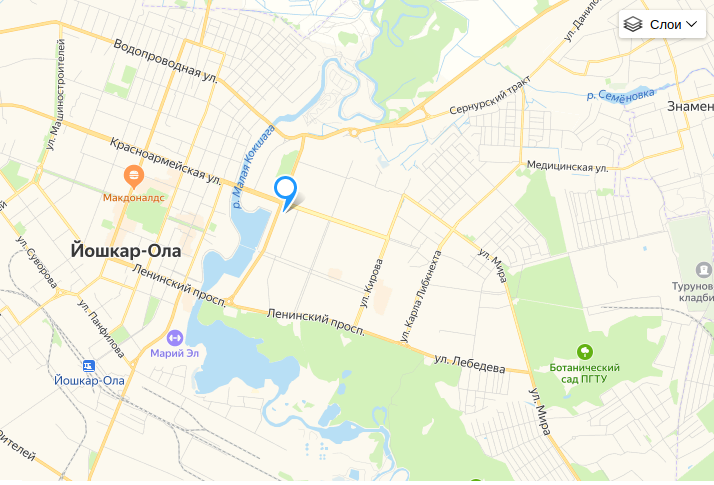 Слои
ул. Данило
Водопроводная ул.
ул. Машиностроителей
р. Семёновка
Сернурский тракт
Знамен
Красноармейская ул.
р. Малая Кокшага
Медицинская ул.
Макдоналдс
Йошкар-Ола
ул. Суворова
Ленинский просп.
ул. Мира
ул. Кирова
ул. Карла Либкнехта
Турунов
кладби
ул. Панфилова
Ленинский просп.
Марий Эл
ул. Лебедева
Ботанический
сад ПГТУ
Йошкар-Ола
ул. Мира
оителей